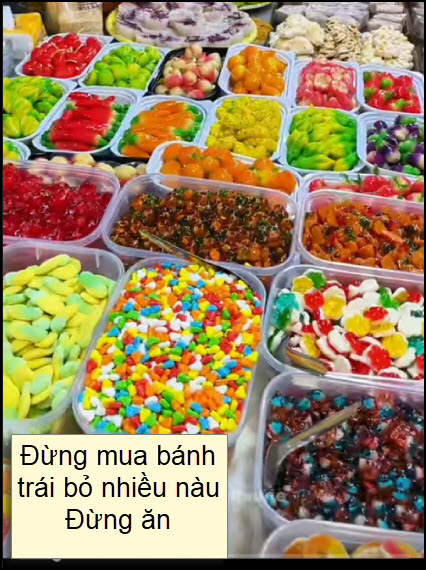 Đừng mua bánh
trái bỏ nhiều nàu
Đừng ăn